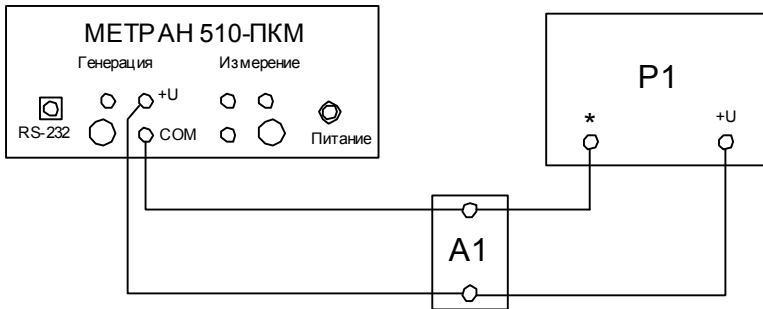 МЕТРАН 510-ПКМ
Генерация Измерение
+U
RS-232 COM Питание
P1
* +U
A1